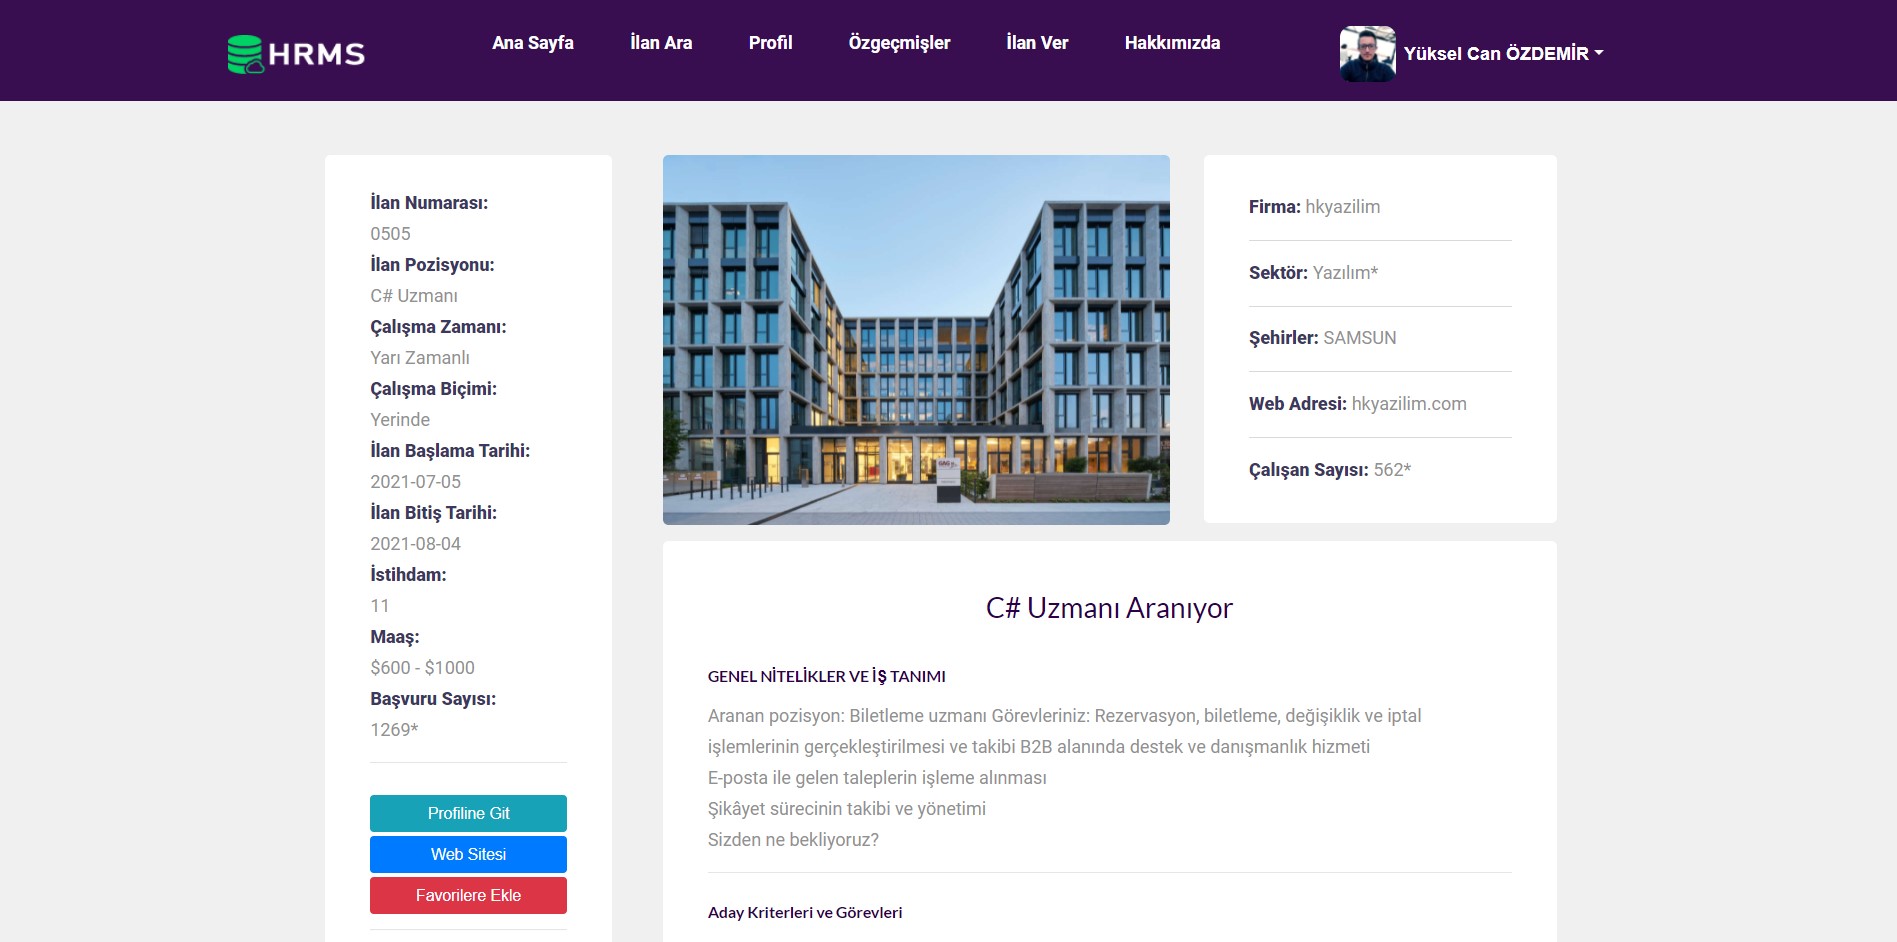 HRMS
Ana Sayfa
İlan Ara
Profil
Özgeçmişler
İlan Ver
Hakkımızda
Yüksel Can ÖZDEMİR
İlan Numarası:
0505
İlan Pozisyonu:
C# Uzmanı
Çalışma Zamanı:
Yarı Zamanlı
Çalışma Biçimi:
Yerinde
İlan Başlama Tarihi:
2021-07-05
İlan Bitiş Tarihi:
2021-08-04
İstihdam:
11
Maaş:
$600 - $1000
Başvuru Sayısı:
1269*
Profiline Git
Web Sitesi
Favorilere Ekle
Firma: hkyazilim
Sektör: Yazılım*
Şehirler: SAMSUN
Web Adresi: hkyazilim.com
Çalışan Sayısı: 562*
C# Uzmanı Aranıyor
GENEL NİTELİKLER VE İŞ TANIMI
Aranan pozisyon: Biletleme uzmanı Görevleriniz: Rezervasyon, biletleme, değişiklik ve iptal
işlemlerinin gerçekleştirilmesi ve takibi B2B alanında destek ve danışmanlık hizmeti
E-posta ile gelen taleplerin işleme alınması
Şikâyet sürecinin takibi ve yönetimi
Sizden ne bekliyoruz?
Aday Kriterleri ve Görevleri